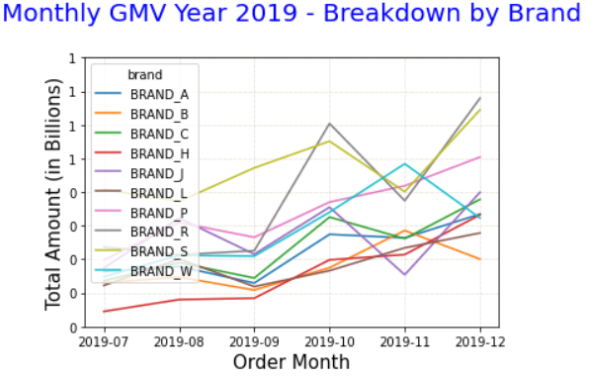 Monthly GMV Year 2019 - Breakdown by Brand
Total Amount (in Billions)
1
1
1
1
0
0
0
0
0
brand
BRAND_A
BRAND_B
BRAND_C
BRAND_H
BRAND_J
BRAND_L
BRAND_P
BRAND_R
BRAND_S
BRAND_W
2019-07 2019-08 2019-09 2019-10 2019-11 2019-12
Order Month